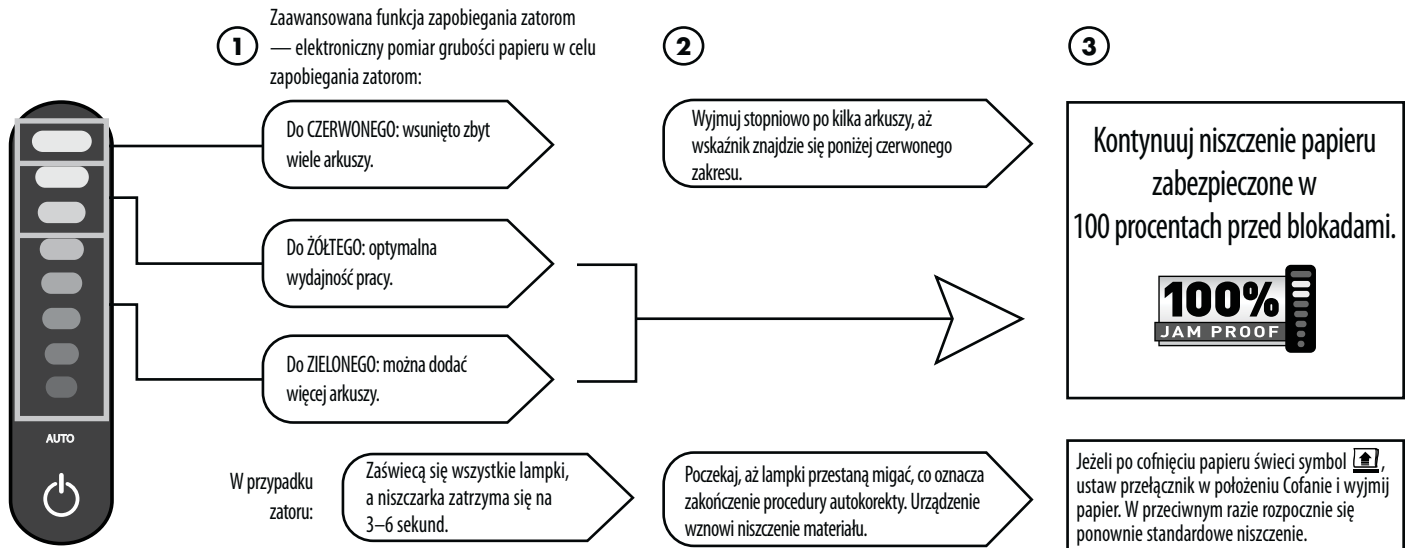 1
Zaawansowana funkcja zapobiegania zatorom
— elektroniczny pomiar grubości papieru w celu
zapobiegania zatorom:
Do CZERWONEGO: wsunięto zbyt
wiele arkuszy.
Do ŻÓŁTEGO: optymalna
wydajność pracy.
Do ZIELONEGO: można dodać
więcej arkuszy.
2
Wyjmuj stopniowo po kilka arkuszy, aż
wskaźnik znajdzie się poniżej czerwonego
zakresu.
3
Kontynuuj niszczenie papieru
zabezpieczone w
100 procentach przed blokadami.
100%
JAM PROOF
AUTO
W przypadku
zatoru:
Zaświecą się wszystkie lampki,
a niszczarka zatrzyma się na
3–6 sekund.
Poczekaj, aż lampki przestaną migać, co oznacza
zakończenie procedury autokorekty. Urządzenie
wznowi niszczenie materiału.
Jeżeli po cofnięciu papieru świeci symbol ,
ustaw przełącznik w położeniu Cofanie i wyjmij
papier. W przeciwnym razie rozpocznie się
ponownie standardowe niszczenie.